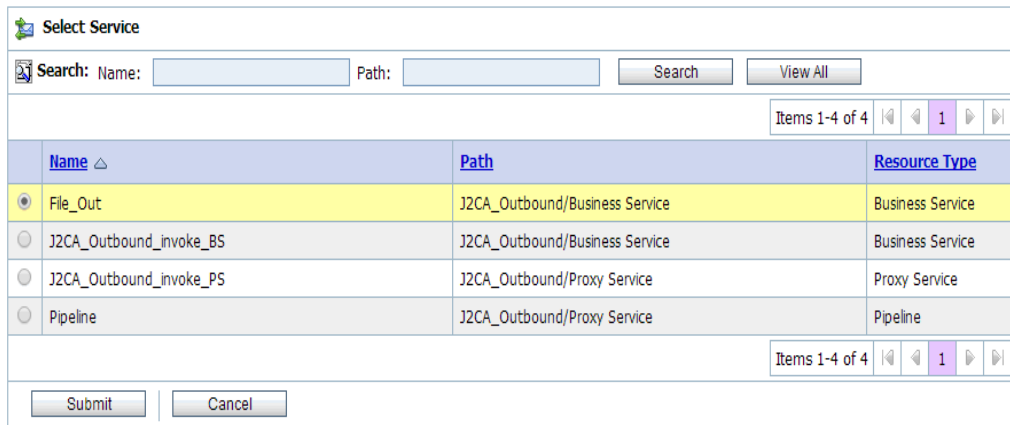 Select Service
Search: Name: Path: Search View All
Items 1-4 of 4 1
Name Path Resource Type
File_Out J2CA_Outbound/Business Service Business Service
J2CA_Outbound_invoke_BS J2CA_Outbound/Business Service Business Service
J2CA_Outbound_invoke_PS J2CA_Outbound/Proxy Service Proxy Service
Pipeline J2CA_Outbound/Proxy Service Pipeline
Items 1-4 of 4 1
Submit Cancel